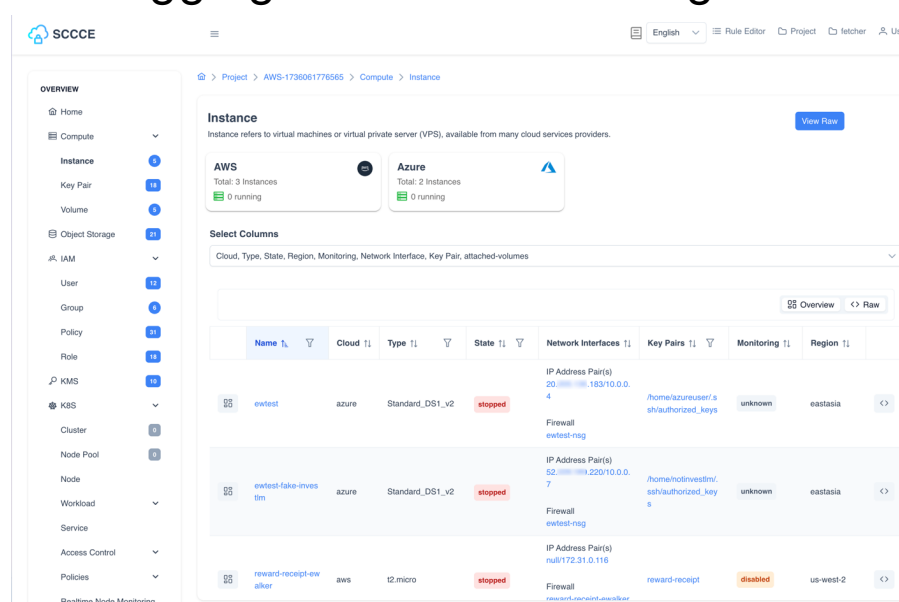 SCCCE
English
Rule Editor
Project
fetcher
OVERVIEW
Home
Compute
Instance 5
Key Pair 18
Volume 5
Object Storage 21
IAM
User 12
Group 6
Policy 31
Role 18
KMS 10
K8S
Cluster 0
Node Pool 0
Node
Workload
Service
Access Control
Policies
Realtime Node Monitoring
Project > AWS-1736061776565 > Compute > Instance
Instance
Instance refers to virtual machines or virtual private server (VPS), available from many cloud services providers.
View Raw
AWS
Total: 3 Instances
0 running
Azure
Total: 2 Instances
0 running
Select Columns
Cloud, Type, State, Region, Monitoring, Network Interface, Key Pair, attached-volumes
Overview <> Raw
Name Cloud Type State Network Interfaces Key Pairs Monitoring Region
ewtest azure Standard_DS1_v2 stopped
IP Address Pair(s)
20. .183/10.0.0.
4
Firewall
ewtest-nsg
/home/azureuser/.s
sh/authorized_keys
unknown eastasia <>
ewtest-fake-inves
tlm
azure Standard_DS1_v2 stopped
IP Address Pair(s)
52. .220/10.0.0.
7
Firewall
ewtest-nsg
/home/notinvestlm/.
ssh/authorized_key
s
unknown eastasia <>
reward-receipt-ew
alker
aws t2.micro stopped
IP Address Pair(s)
null/172.31.0.116
Firewall
reward-receipt-ewalker
reward-receipt
disabled us-west-2 <>